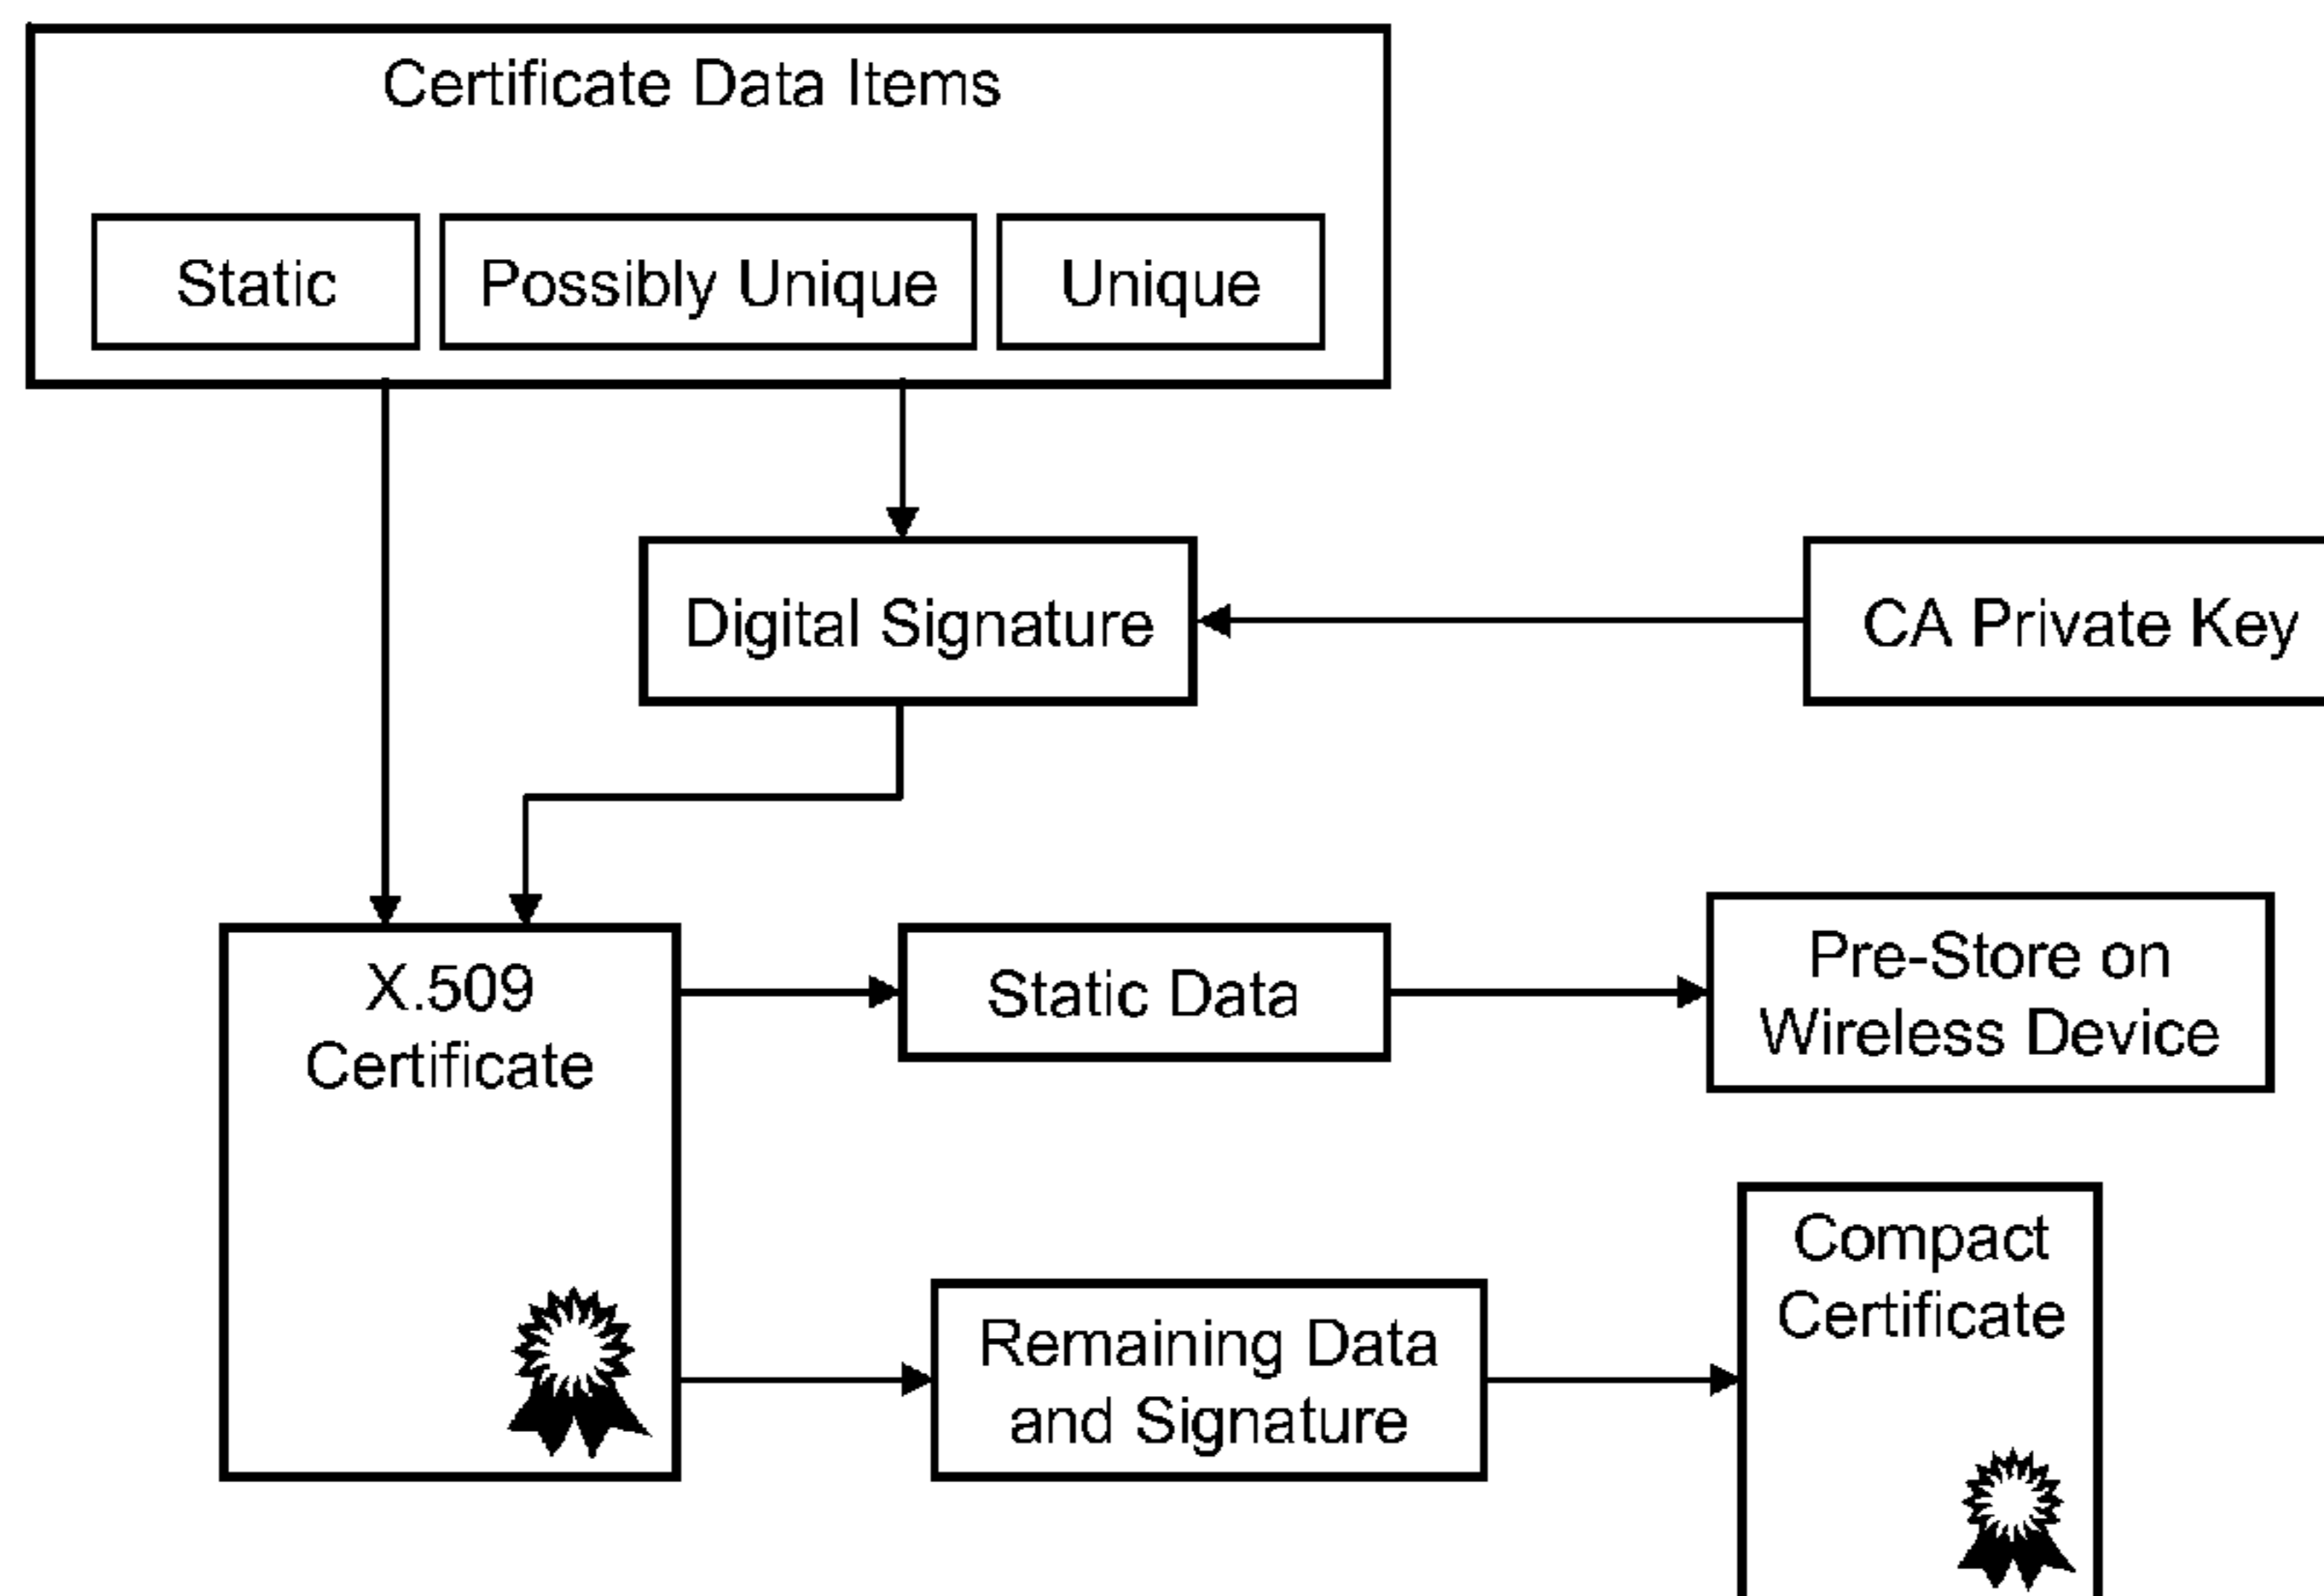 Certificate Data Items
Static
Possibly Unique
Unique
Digital Signature
CA Private Key
X.509
Certificate
Static Data
Pre-Store on
Wireless Device
Remaining Data
and Signature
Compact
Certificate